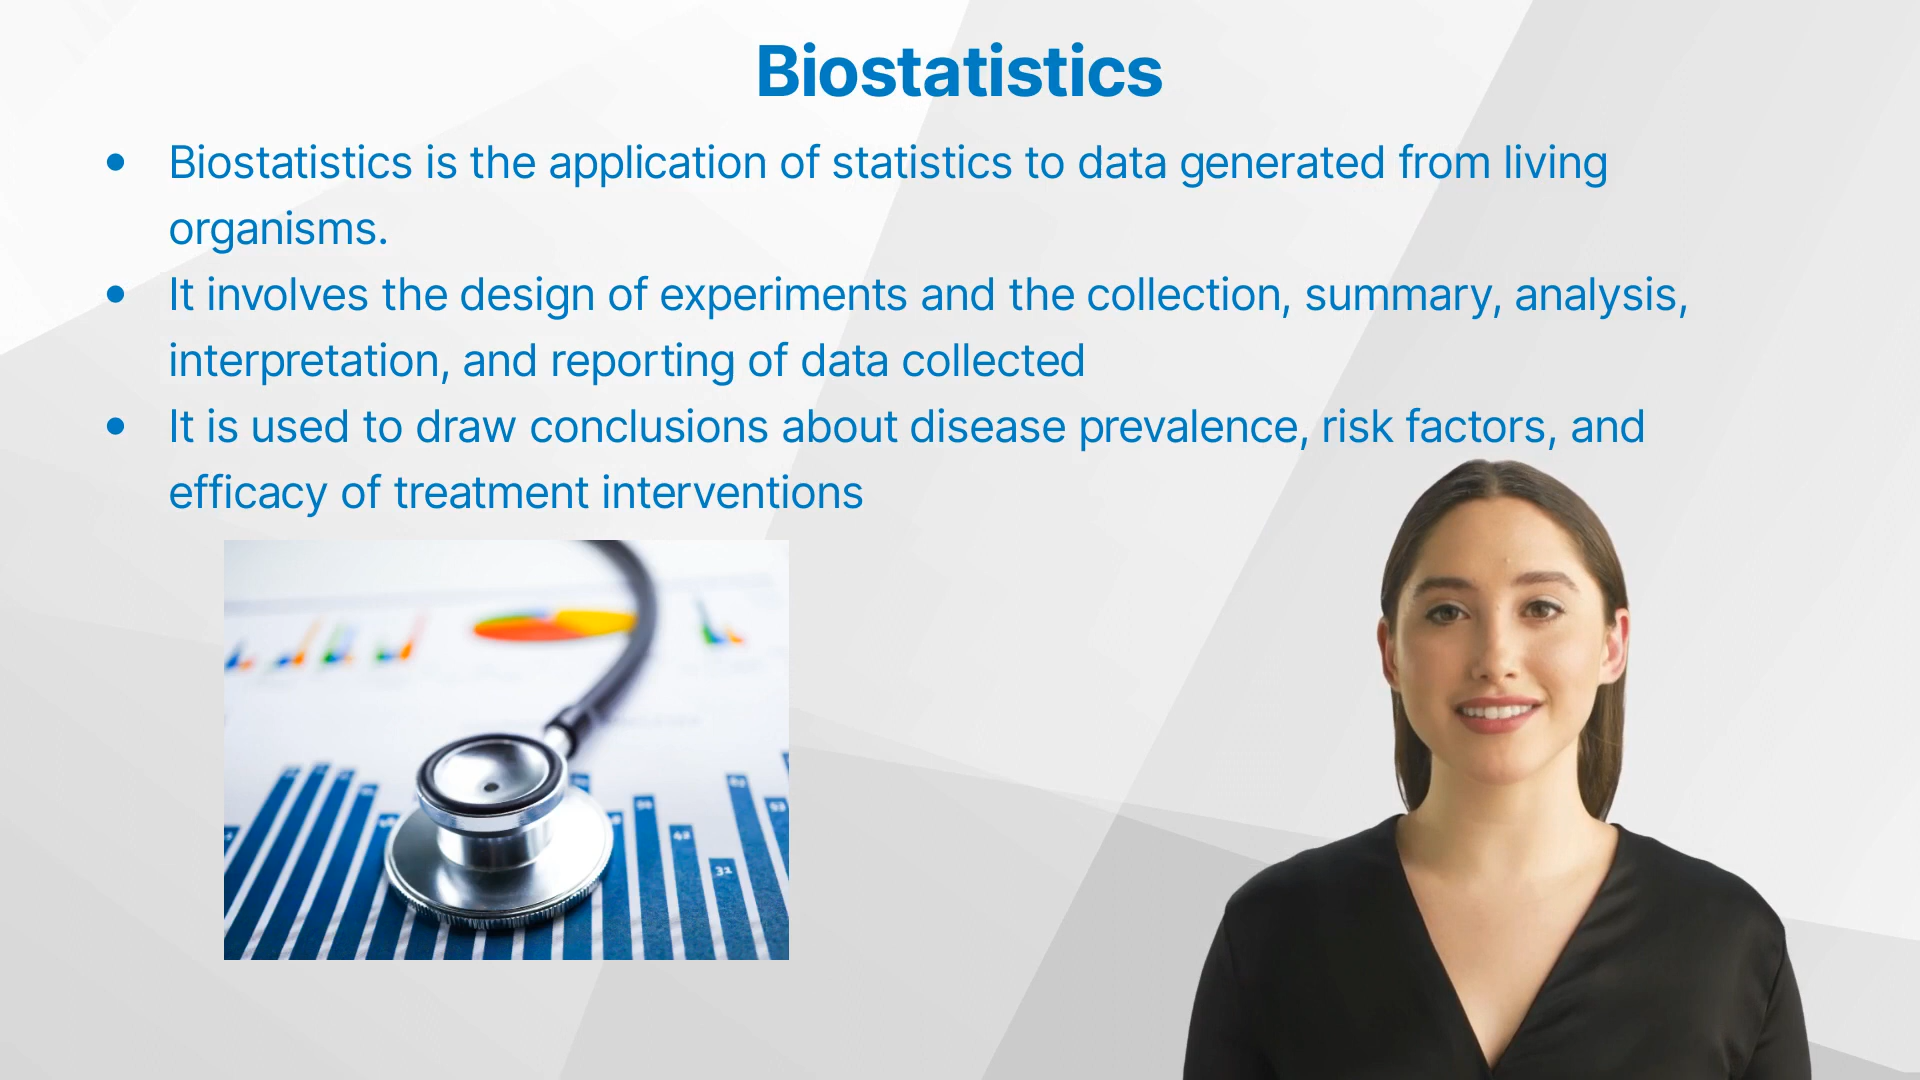 Biostatistics
• Biostatistics is the application of statistics to data generated from living
organisms.
• It involves the design of experiments and the collection, summary, analysis,
interpretation, and reporting of data collected
• It is used to draw conclusions about disease prevalence, risk factors, and
efficacy of treatment interventions
42
32